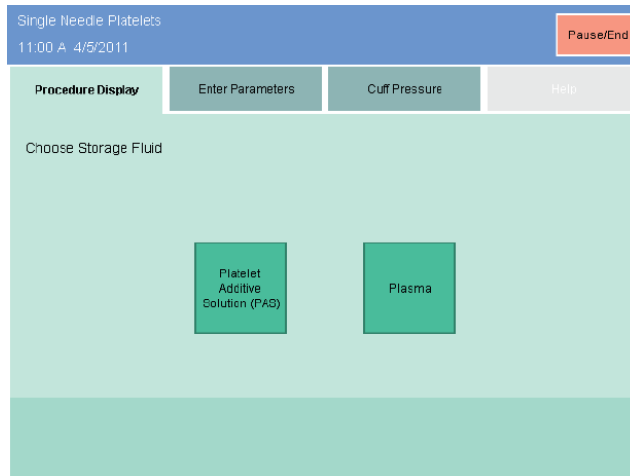 Single Needle Platelets
11:00 A 4/5/2011
Pause/End
Procedure Display
Enter Parameters
Cuff Pressure
Help
Choose Storage Fluid
Platelet
Additive
Solution (PAS)
Plasma